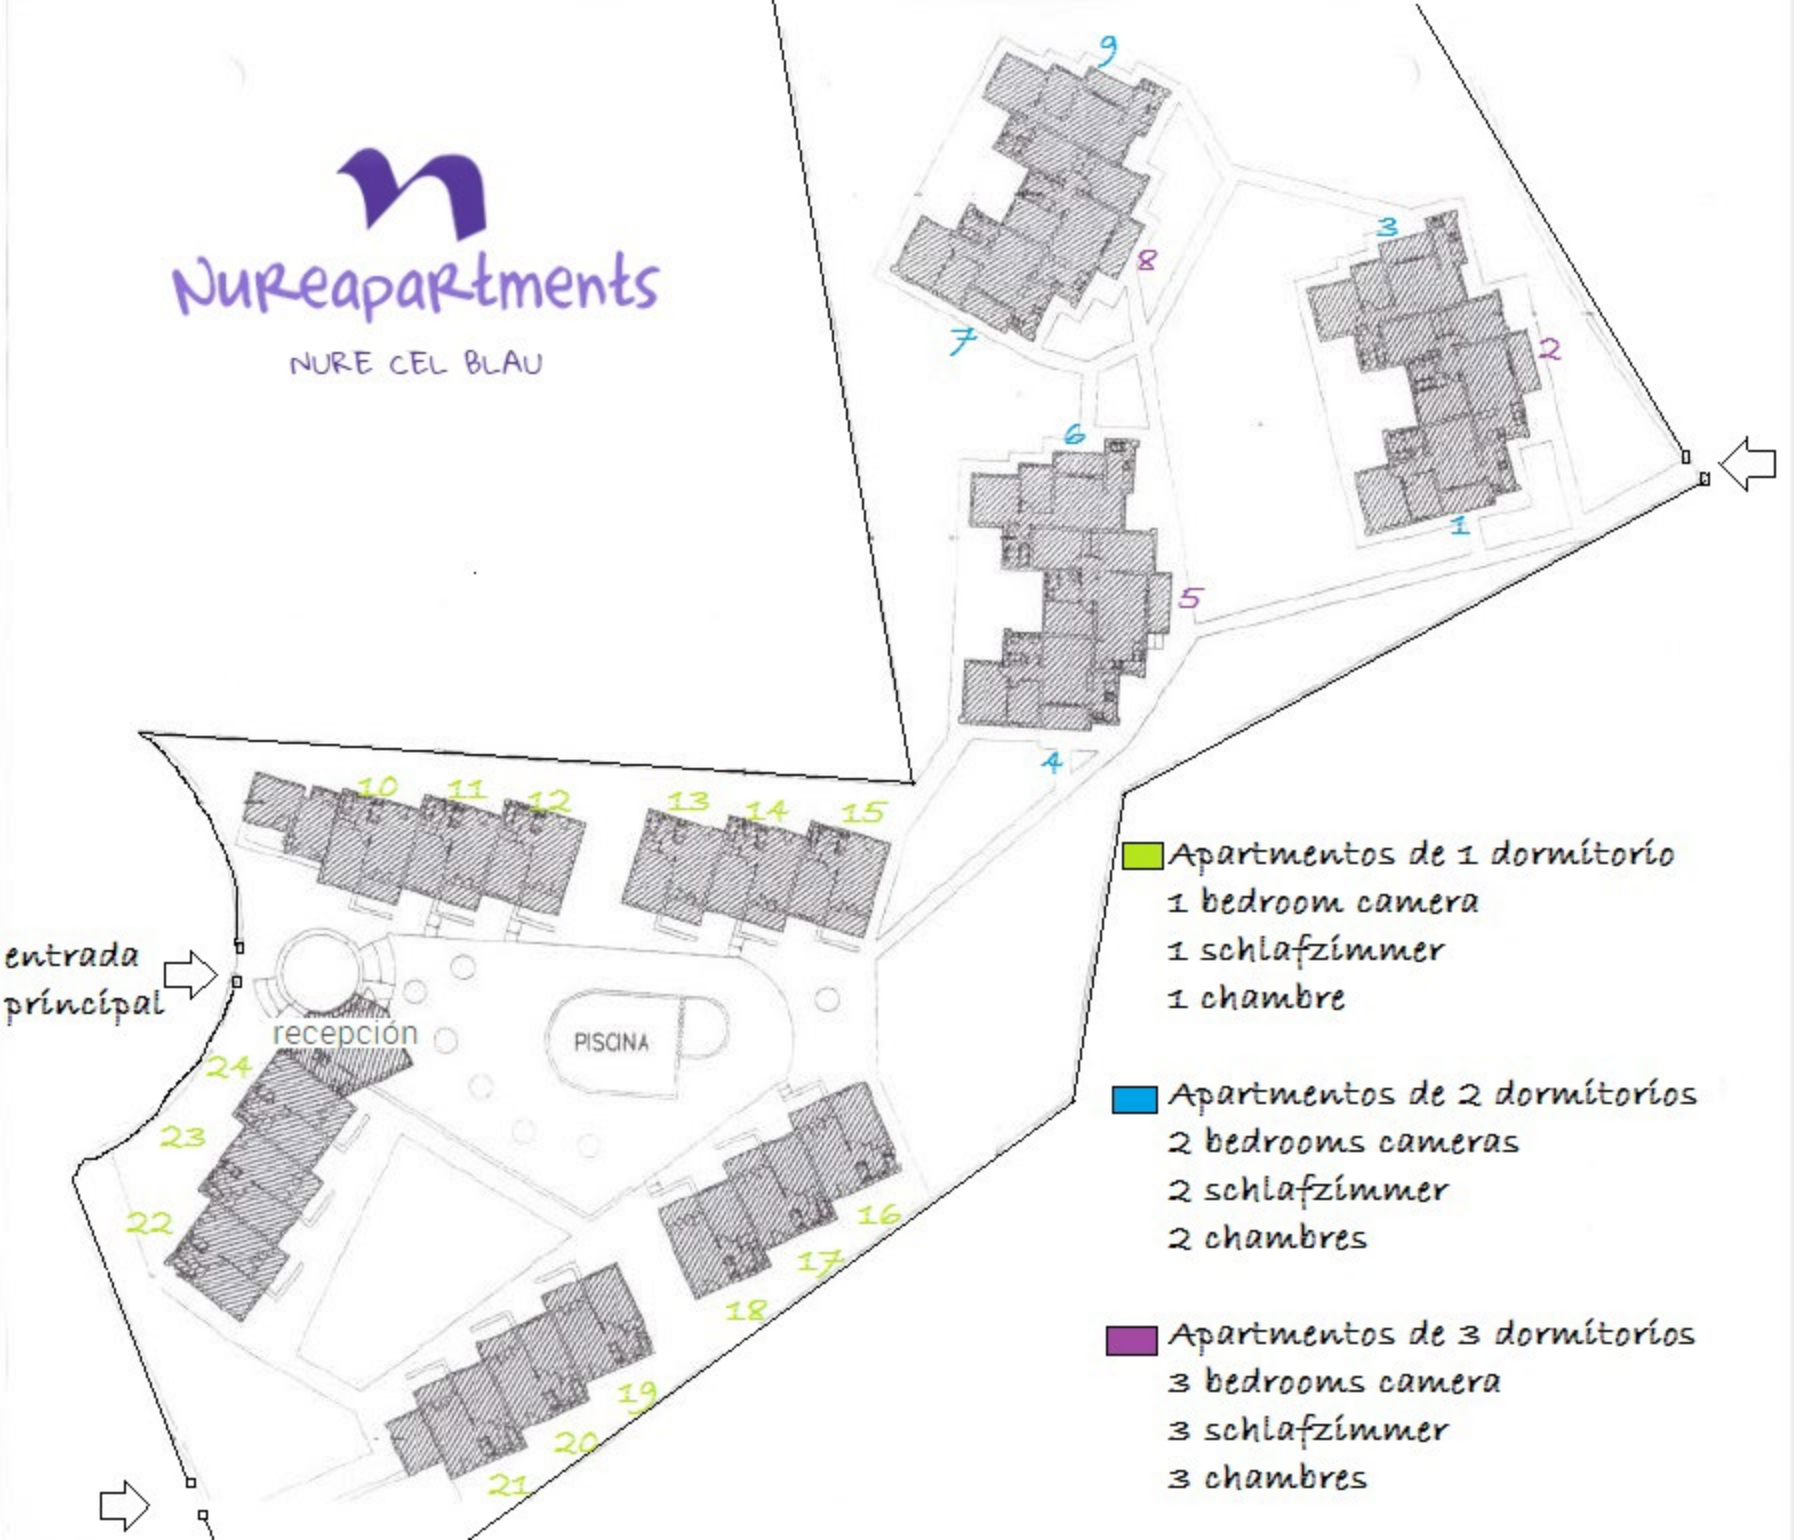 n
Nureapartments
NURE CEL BLAU
9
8
7
3
2
1
6
5
4
10
11
12
13
14
15
entrada
principal
recepción
PISCINA
24
23
22
16
17
18
19
20
21
Apartmentos de 1 dormitorio
1 bedroom camera
1 schlafzimmer
1 chambre
Apartmentos de 2 dormitorios
2 bedrooms cameras
2 schlafzimmer
2 chambres
Apartmentos de 3 dormitorios
3 bedrooms camera
3 schlafzimmer
3 chambres